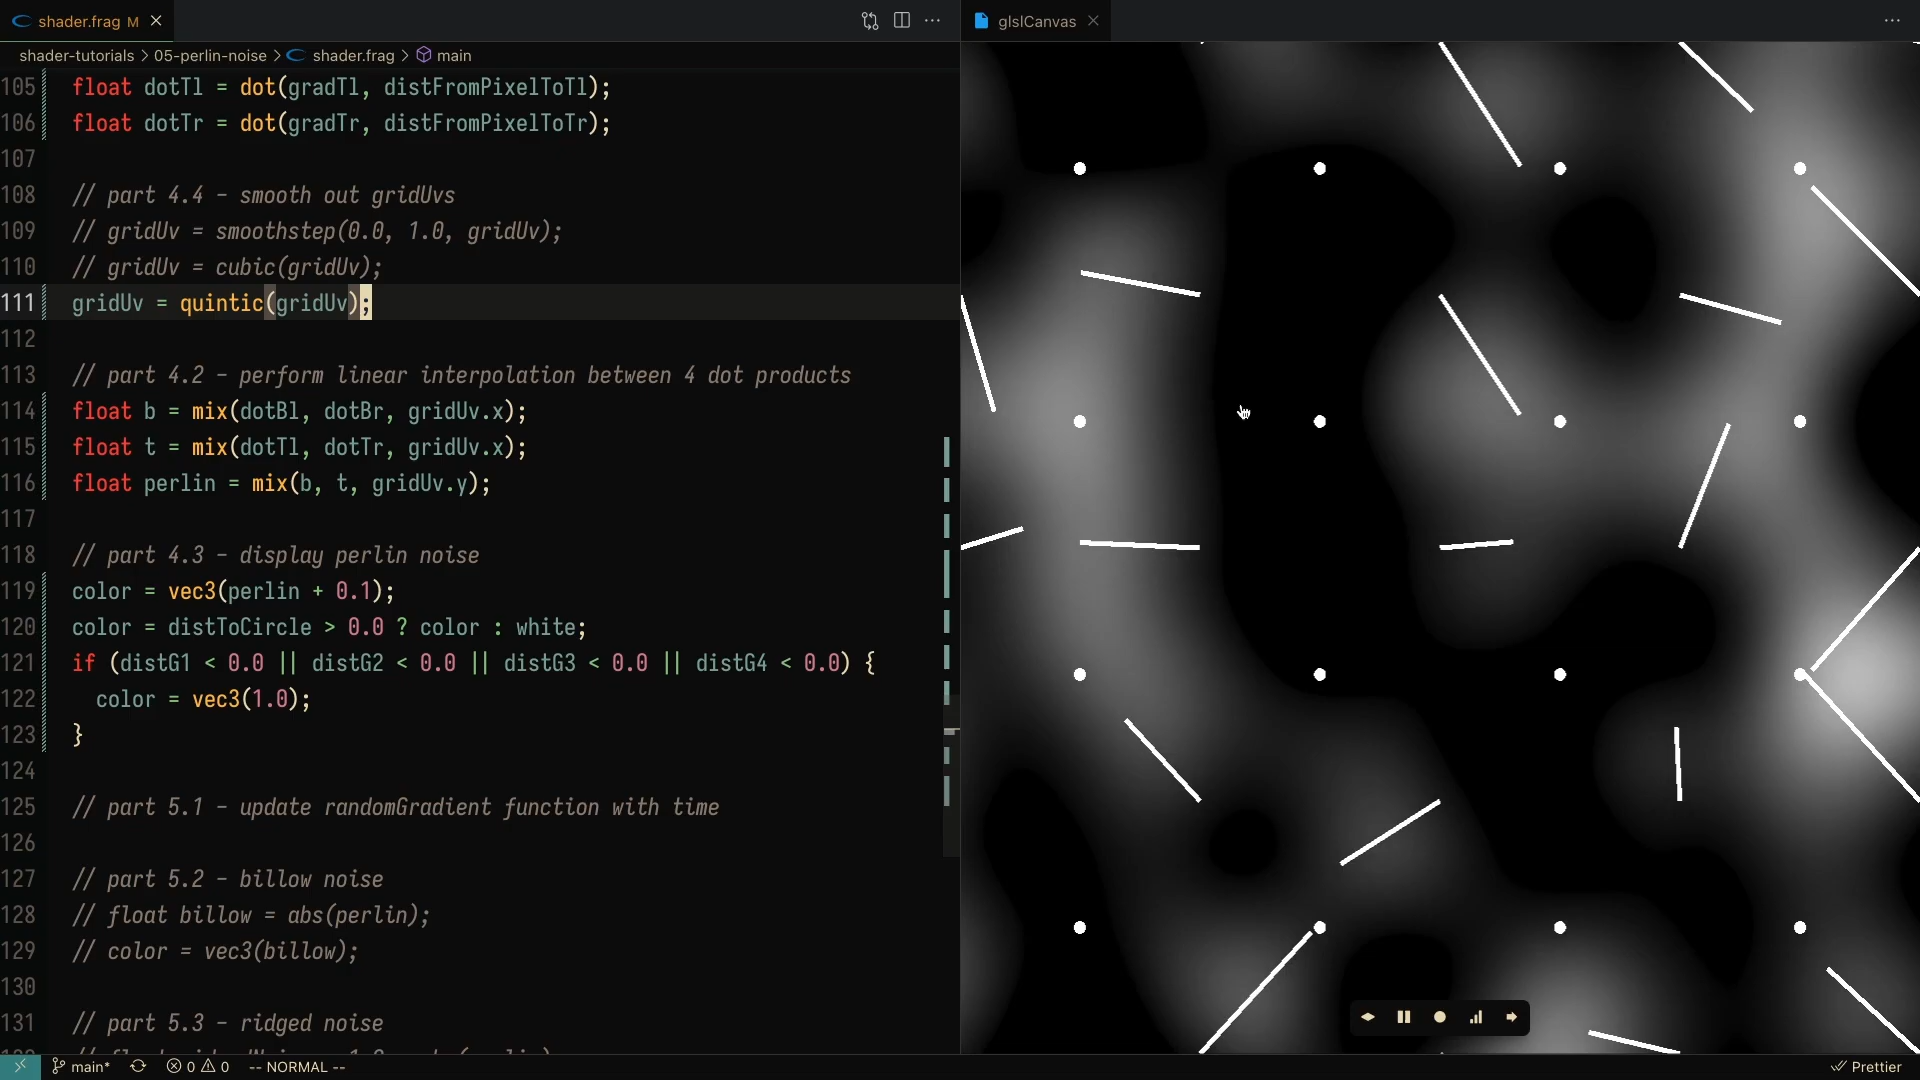 shader.frag M
glslCanvas
shader-tutorials > 05-perlin-noise > shader.frag > main
105 float dotTl = dot(gradTl, distFromPixelToTl);
106 float dotTr = dot(gradTr, distFromPixelToTr);
107
108 // part 4.4 - smooth out gridUvs
109 // gridUv = smoothstep(0.0, 1.0, gridUv);
110 // gridUv = cubic(gridUv);
111 gridUv = quintic(gridUv);
112
113 // part 4.2 - perform linear interpolation between 4 dot products
114 float b = mix(dotBl, dotBr, gridUv.x);
115 float t = mix(dotTl, dotTr, gridUv.x);
116 float perlin = mix(b, t, gridUv.y);
117
118 // part 4.3 - display perlin noise
119 color = vec3(perlin + 0.1);
120 color = distToCircle > 0.0 ? color : white;
121 if (distG1 < 0.0 || distG2 < 0.0 || distG3 < 0.0 || distG4 < 0.0) {
122 color = vec3(1.0);
123 }
124
125 // part 5.1 - update randomGradient function with time
126
127 // part 5.2 - billow noise
128 // float billow = abs(perlin);
129 // color = vec3(billow);
130
131 // part 5.3 - ridged noise
main* 0 0 -- NORMAL --
Prettier